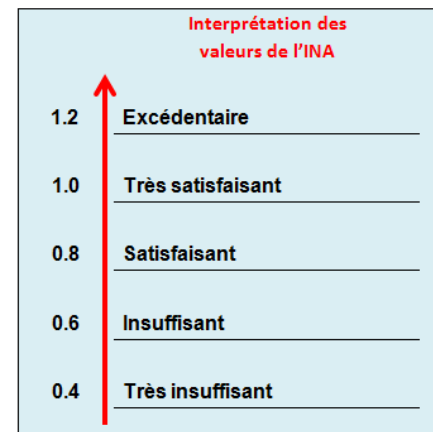 Interprétation des
valeurs de l'INA
1.2 Excédentaire
1.0 Très satisfaisant
0.8 Satisfaisant
0.6 Insuffisant
0.4 Très insuffisant